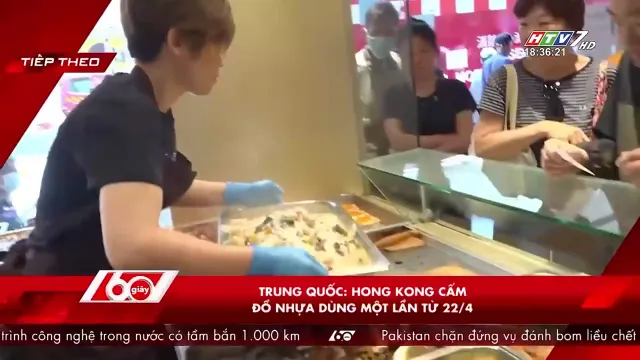 TIẾP THEO
HTV7 HD
18:36:21
60 giây
TRUNG QUỐC: HONG KONG CẤM
ĐỒ NHỰA DÙNG MỘT LẦN TỪ 22/4
trình công nghệ trong nước có tầm bắn 1.000 km
60 giây
Pakistan chặn đứng vụ đánh bom liều chết